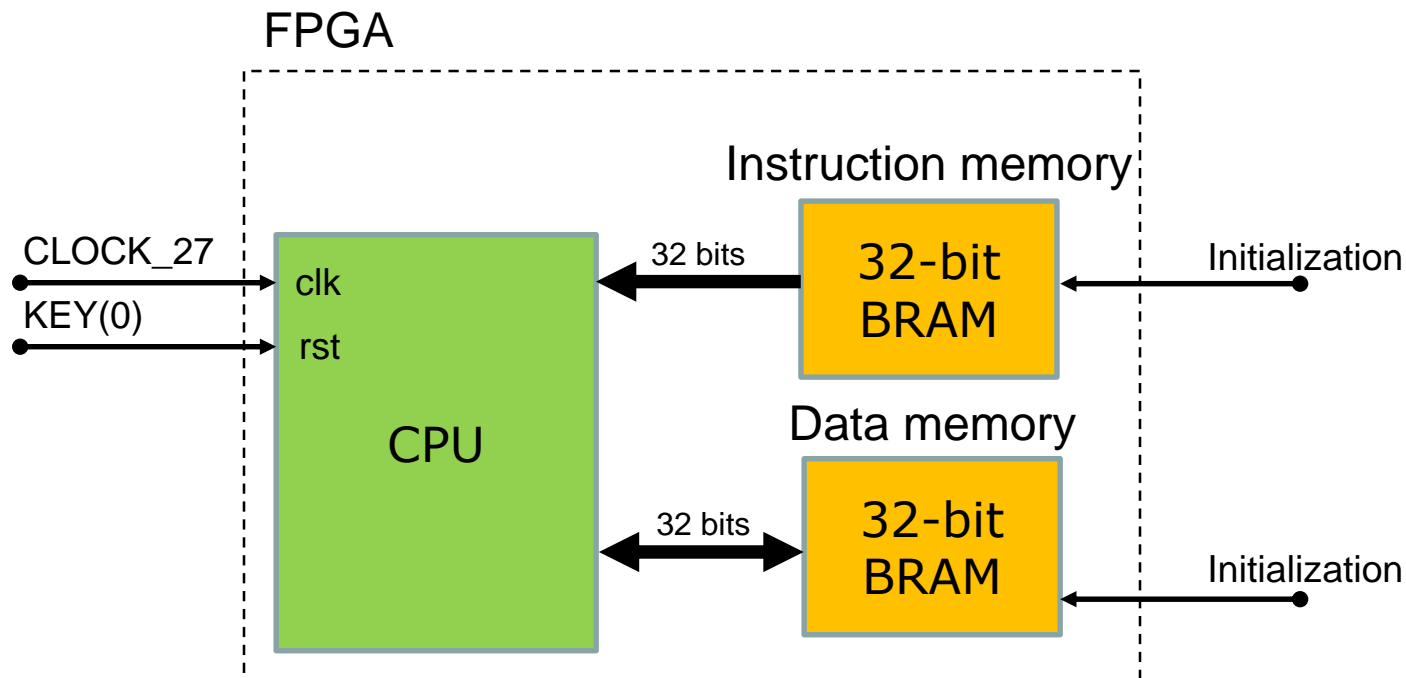 FPGA
Instruction memory
CLOCK_27
clk
KEY(0)
rst
CPU
32 bits
32-bit
BRAM
Initialization
Data memory
32 bits
32-bit
BRAM
Initialization